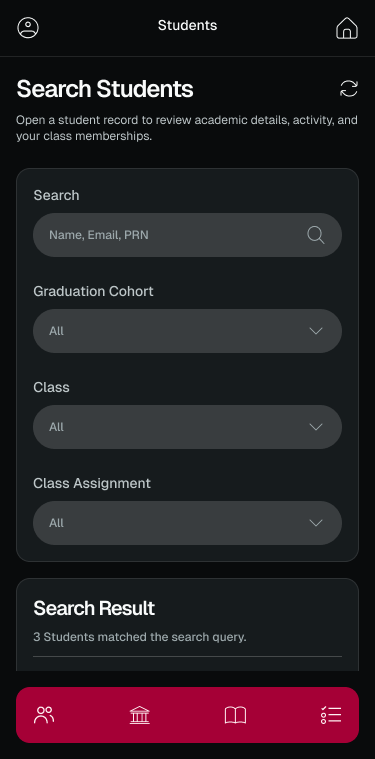 Students
Search Students
Open a student record to review academic details, activity, and
your class memberships.
Search
Name, Email, PRN
Graduation Cohort
All
Class
All
Class Assignment
All
Search Result
3 Students matched the search query.